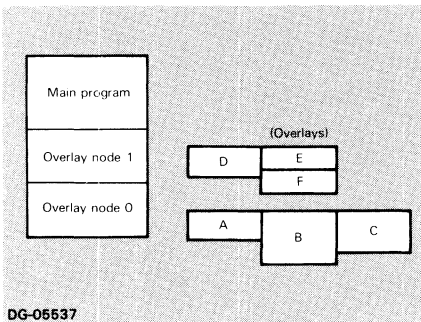 Main program
(Overlays)
Overlay node 1
D
E
F
Overlay node 0
A
B
C
DG-05537